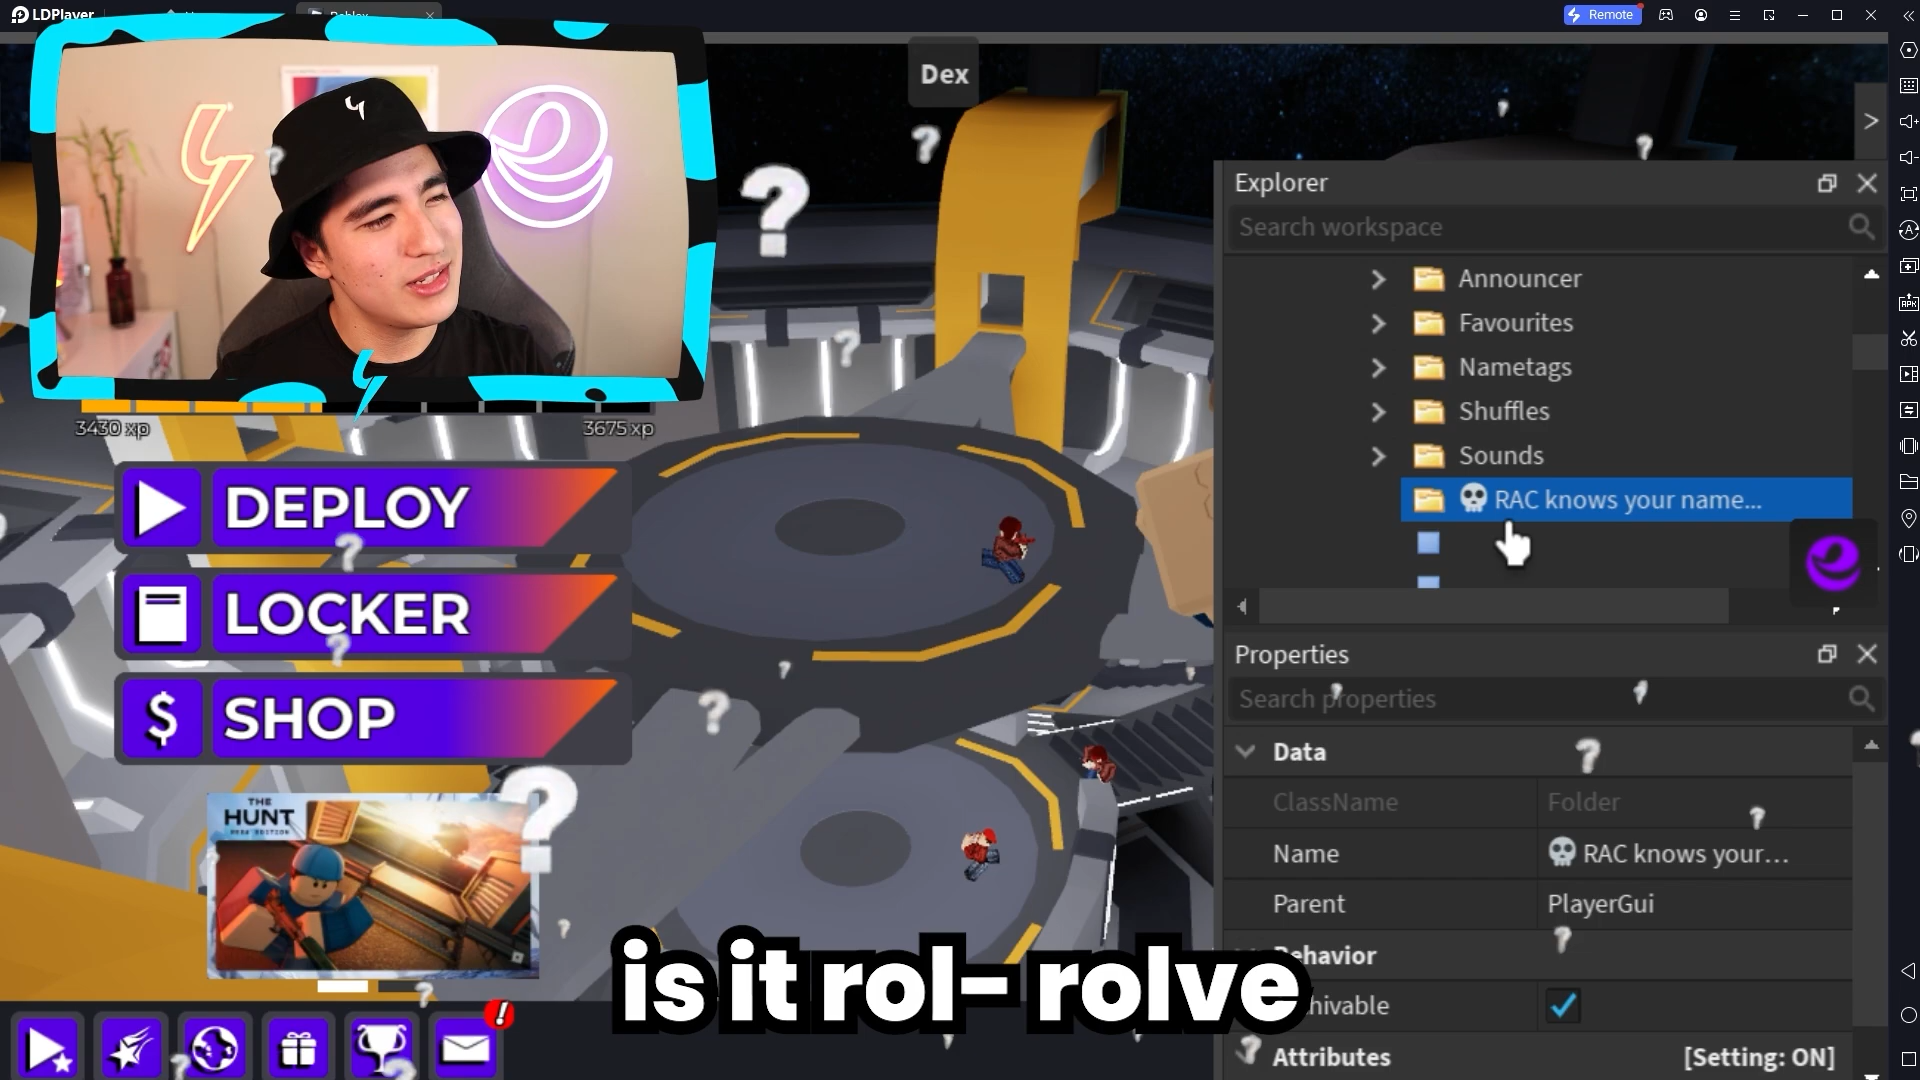 LDPlayer
Roblox
Remote
Dex
Explorer
Search workspace
Announcer
Favourites
Nametags
Shuffles
Sounds
💀 RAC knows your name...
3430 xp
3675 xp
DEPLOY
LOCKER
$ SHOP
THE
HUNT
Properties
Search properties
Data
ClassName Folder
Name 💀 RAC knows your...
Parent PlayerGui
Behavior
hivable
Attributes [Setting: ON]
is it rol- rolve